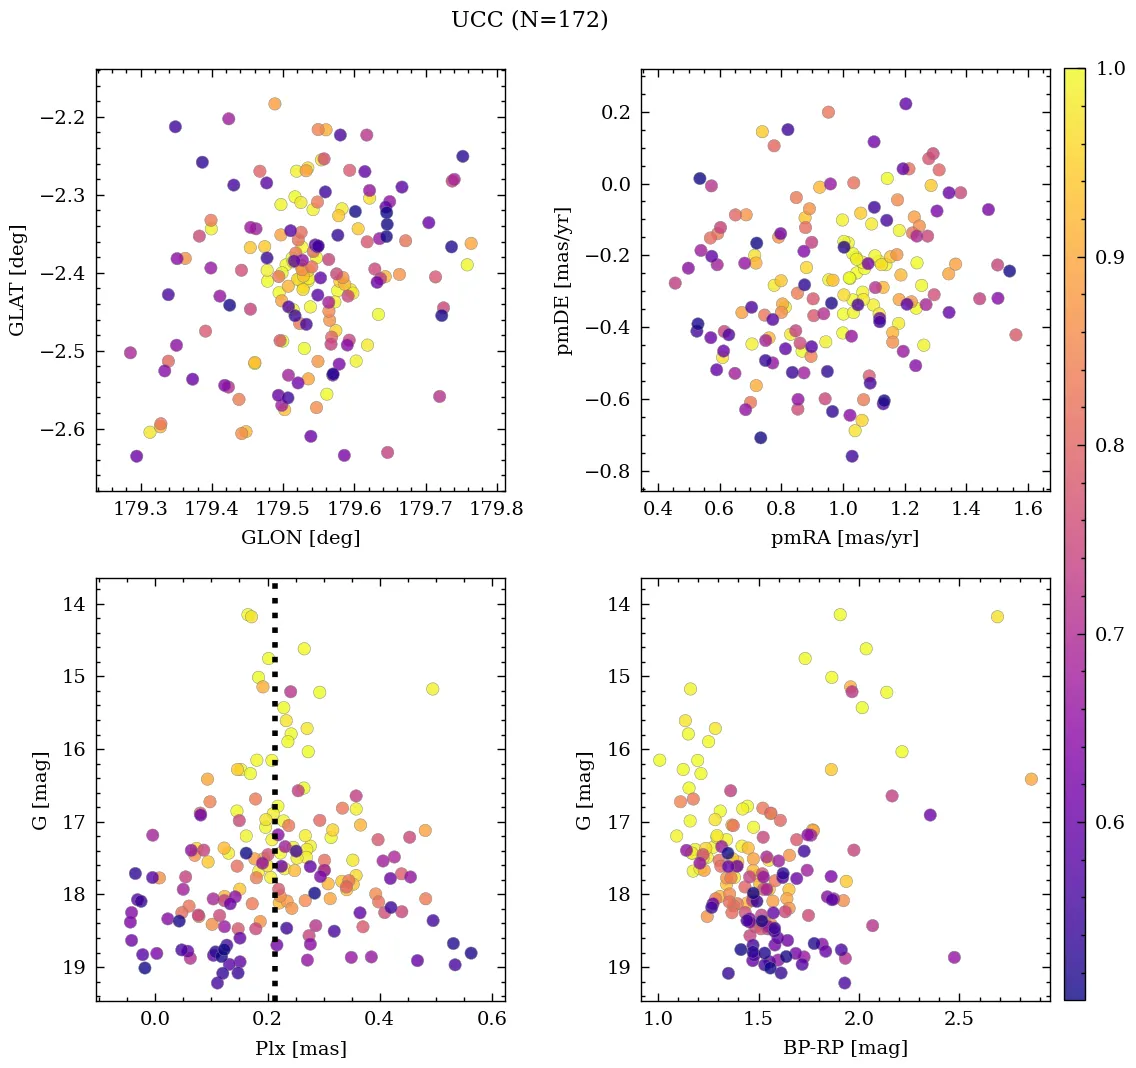 UCC (N=172)
−2.2
−2.3
−2.4
−2.5
−2.6
GLAT [deg]
179.3 179.4 179.5 179.6 179.7 179.8
GLON [deg]
0.2
0.0
−0.2
−0.4
−0.6
−0.8
pmDE [mas/yr]
0.4 0.6 0.8 1.0 1.2 1.4 1.6
pmRA [mas/yr]
14
15
16
17
18
19
G [mag]
0.0 0.2 0.4 0.6
Plx [mas]
14
15
16
17
18
19
G [mag]
1.0 1.5 2.0 2.5
BP-RP [mag]
1.0
0.9
0.8
0.7
0.6